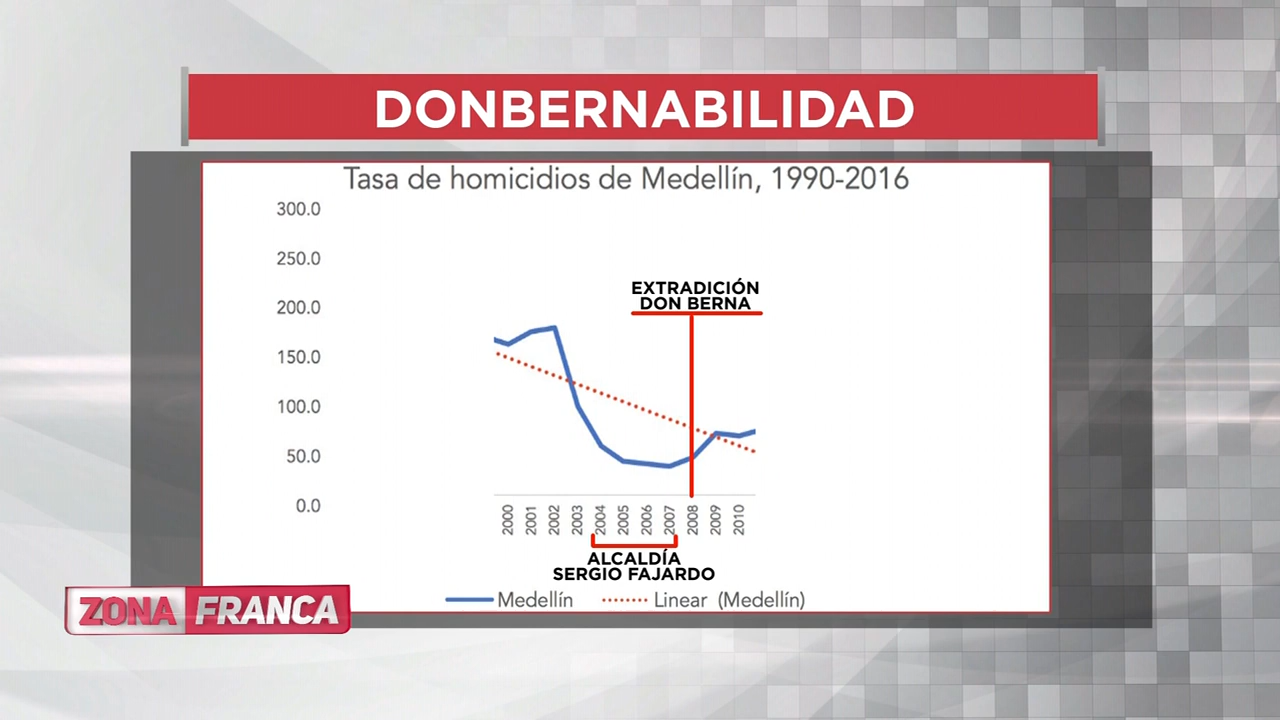 DONBERNABILIDAD
Tasa de homicidios de Medellín, 1990-2016
300.0
250.0
200.0
150.0
100.0
50.0
0.0
EXTRADICIÓN
DON BERNA
2000
2001
2002
2003
2004
2005
2006
2007
2008
2009
2010
ALCALDÍA
SERGIO FAJARDO
Medellín
Linear (Medellín)
ZONA FRANCA